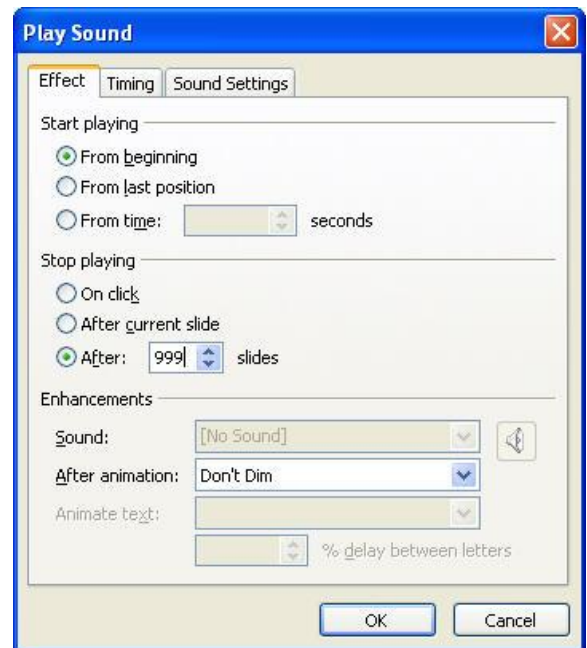 Play Sound
Effect Timing Sound Settings
Start playing
From beginning
From last position
From time: seconds
Stop playing
On click
After current slide
After: 999 slides
Enhancements
Sound: [No Sound]
After animation: Don't Dim
Animate text:
% delay between letters
OK Cancel